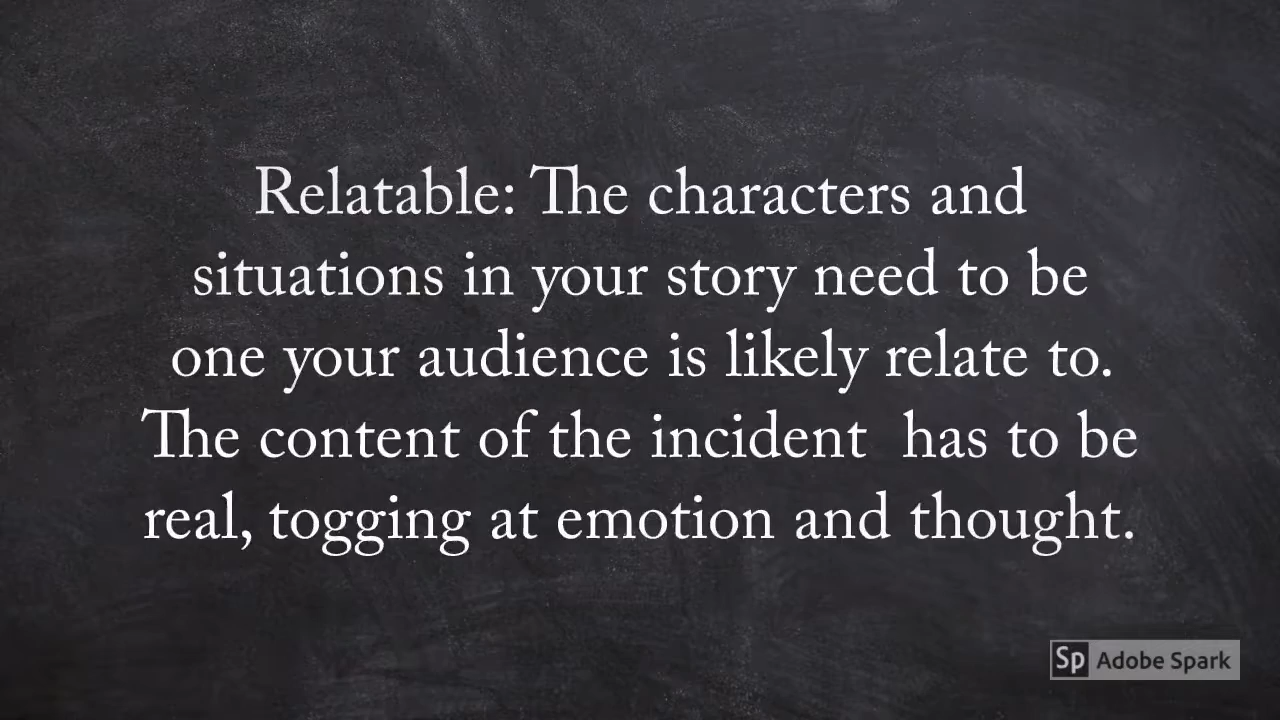 Relatable: The characters and
situations in your story need to be
one your audience is likely relate to.
The content of the incident  has to be
real, togging at emotion and thought.
Sp Adobe Spark